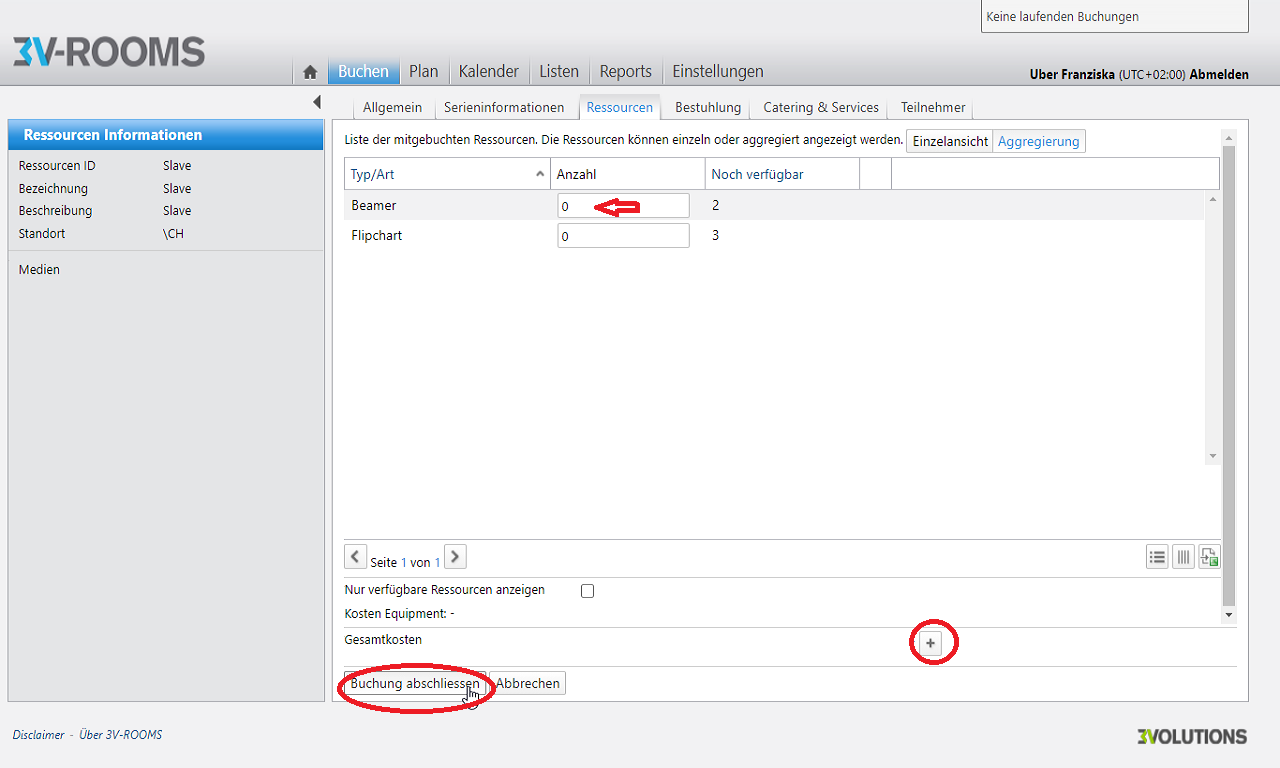 Keine laufenden Buchungen
3V-ROOMS
Buchen Plan Kalender Listen Reports Einstellungen
Uber Franziska (UTC+02:00) Abmelden
Allgemein Serieninformationen Ressourcen Bestuhlung Catering & Services Teilnehmer
Ressourcen Informationen
Ressourcen ID Slave
Bezeichnung Slave
Beschreibung Slave
Standort \CH
Medien
Liste der mitgebuchten Ressourcen. Die Ressourcen können einzeln oder aggregiert angezeigt werden. Einzelansicht Aggregierung
Typ/Art Anzahl Noch verfügbar
Beamer 0 2
Flipchart 0 3
Seite 1 von 1
Nur verfügbare Ressourcen anzeigen
Kosten Equipment: -
Gesamtkosten +
Buchung abschliessen Abbrechen
Disclaimer - Über 3V-ROOMS
3VOLUTIONS